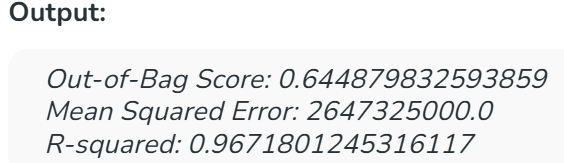 Output:
Out-of-Bag Score: 0.644879832593859
Mean Squared Error: 2647325000.0
R-squared: 0.9671801245316117